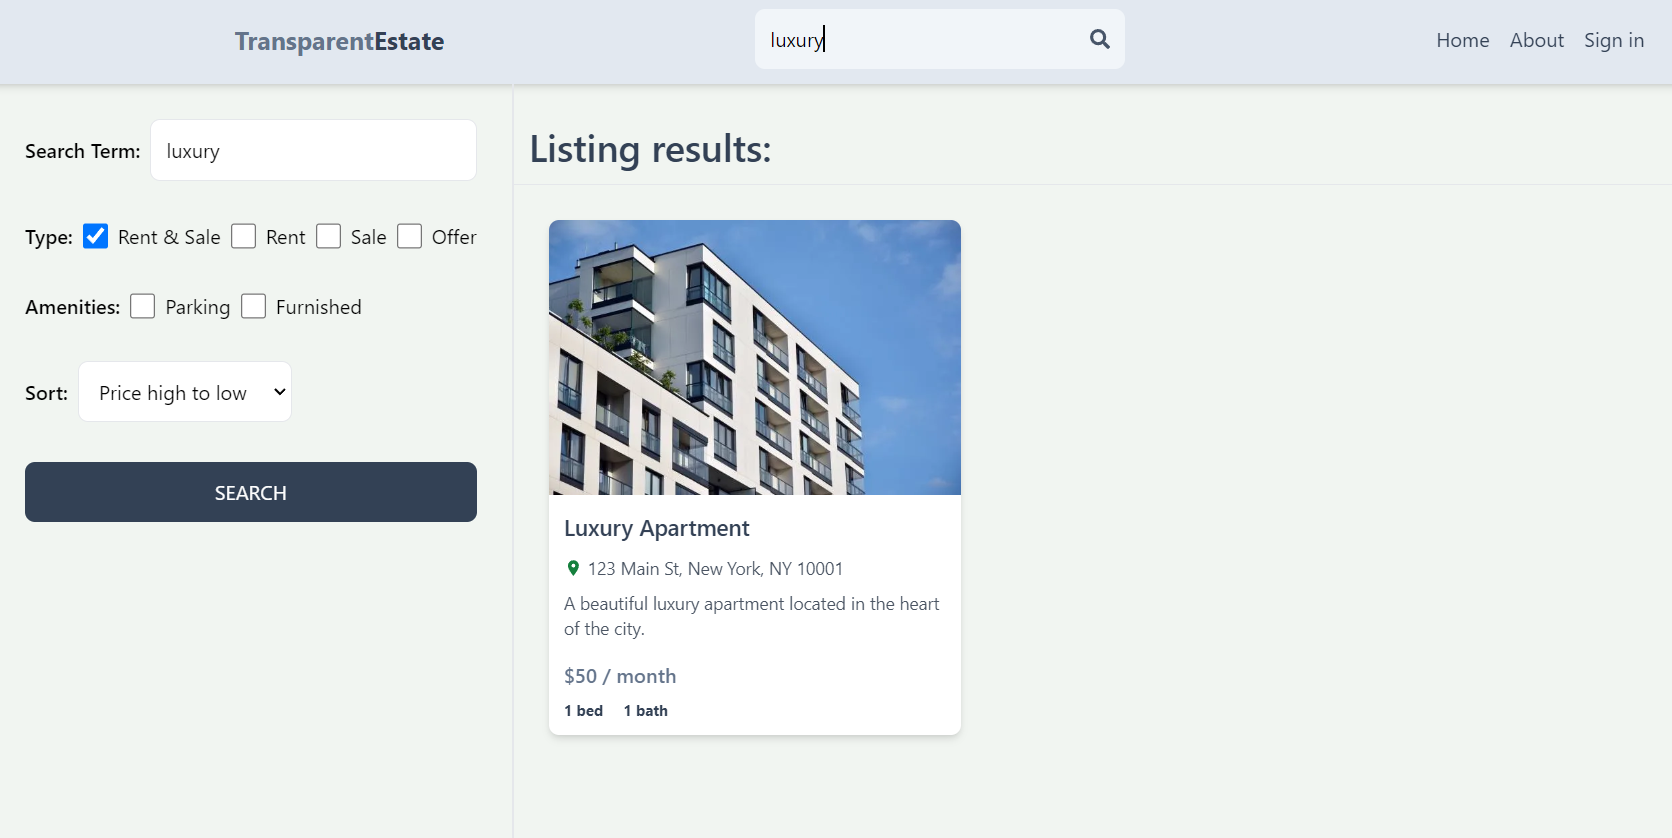 TransparentEstate
luxury
Home About Sign in
Search Term: luxury
Type: Rent & Sale Rent Sale Offer
Amenities: Parking Furnished
Sort: Price high to low
SEARCH
Listing results:
Luxury Apartment
123 Main St, New York, NY 10001
A beautiful luxury apartment located in the heart
of the city.
$50 / month
1 bed 1 bath